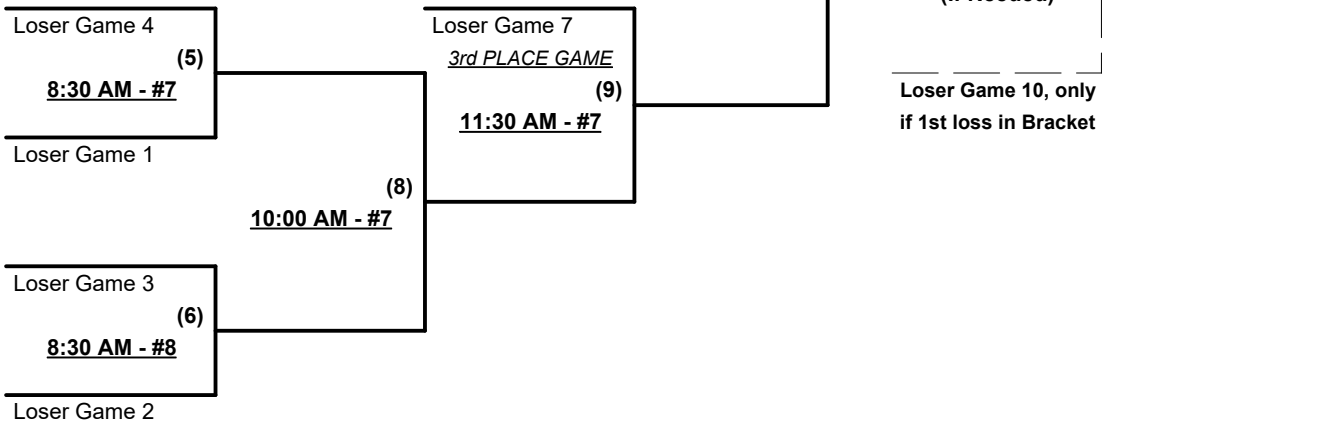 Loser Game 4
(5)
8:30 AM - #7
Loser Game 1
(8)
10:00 AM - #7
Loser Game 3
(6)
8:30 AM - #8
Loser Game 2
Loser Game 7
3rd PLACE GAME
(9)
11:30 AM - #7
Loser Game 10, only
if 1st loss in Bracket